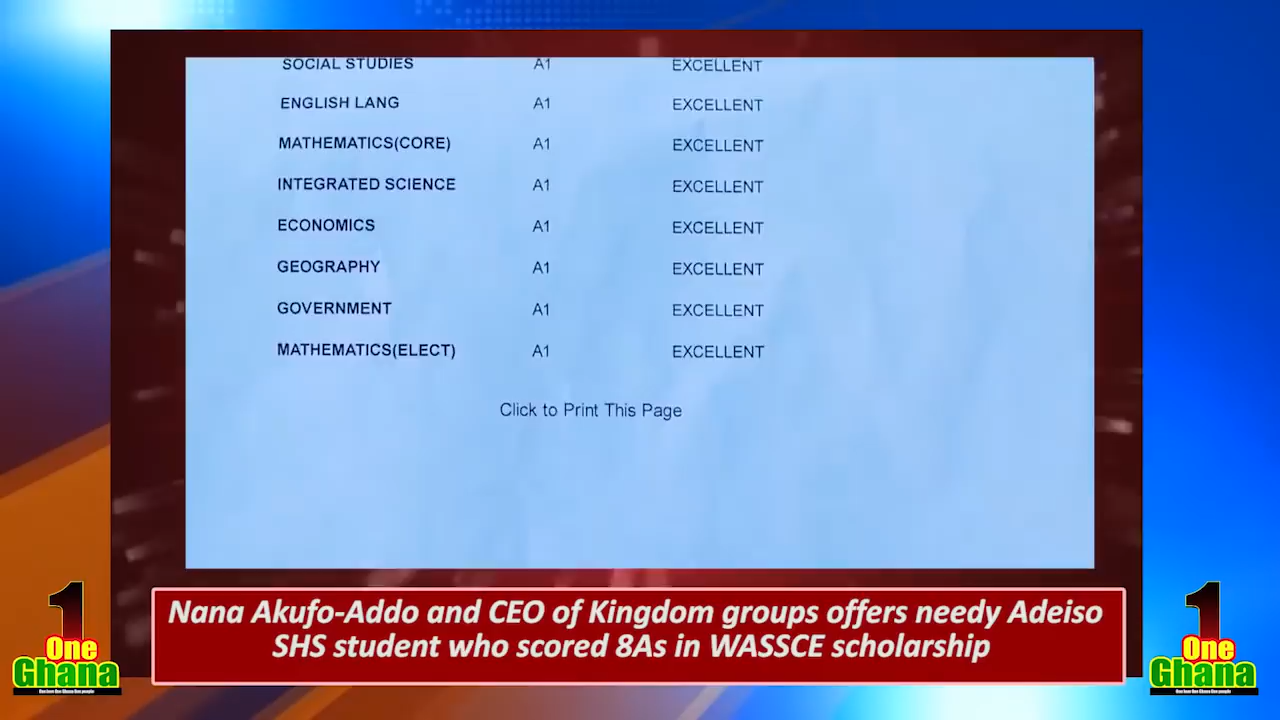 SOCIAL STUDIES A1 EXCELLENT
ENGLISH LANG A1 EXCELLENT
MATHEMATICS(CORE) A1 EXCELLENT
INTEGRATED SCIENCE A1 EXCELLENT
ECONOMICS A1 EXCELLENT
GEOGRAPHY A1 EXCELLENT
GOVERNMENT A1 EXCELLENT
MATHEMATICS(ELECT) A1 EXCELLENT
Click to Print This Page
Nana Akufo-Addo and CEO of Kingdom groups offers needy Adeiso
SHS student who scored 8As in WASSCE scholarship
1
One
Ghana
1
One
Ghana